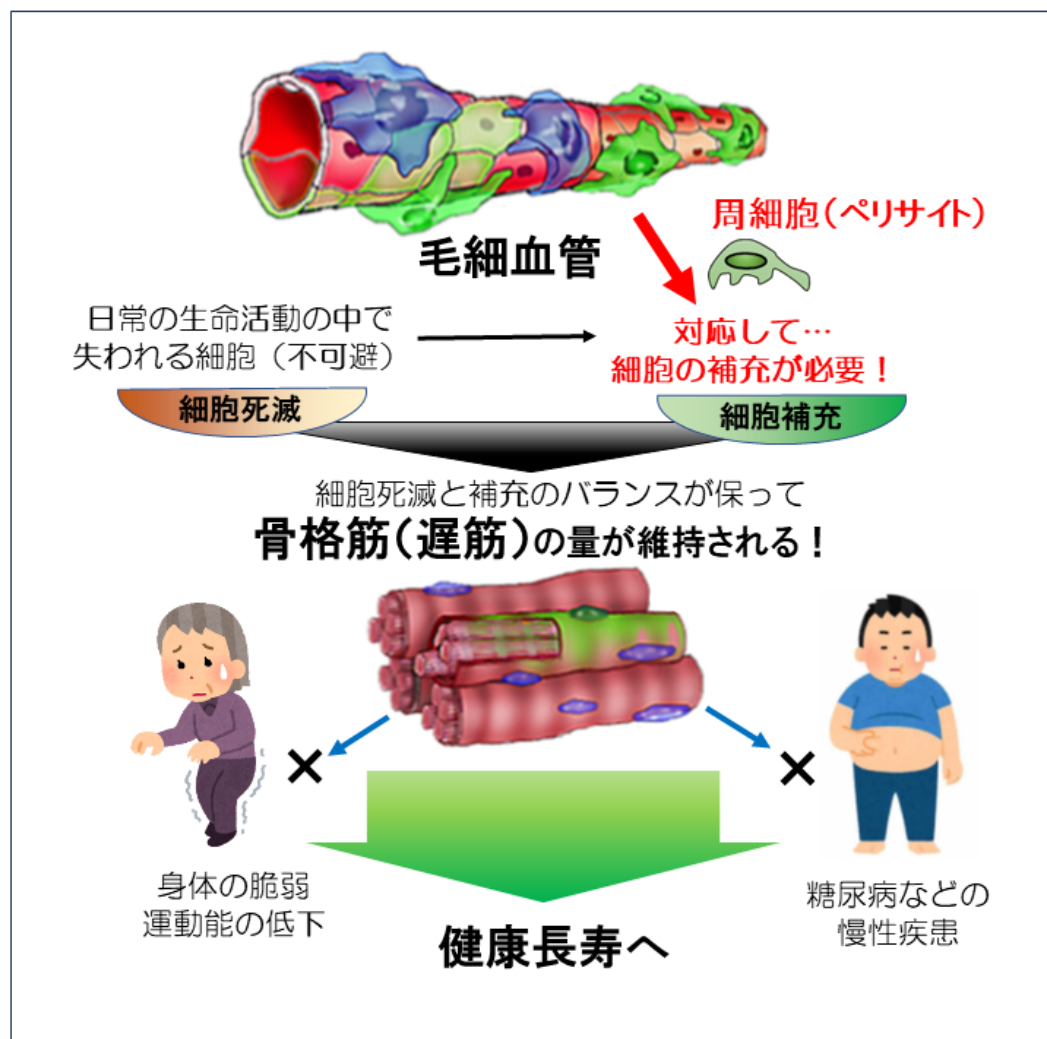 周細胞（ペリサイト）
毛細血管
日常の生命活動の中で
失われる細胞（不可避）
対応して…
細胞の補充が必要！
細胞死滅
細胞補充
細胞死滅と補充のバランスが保って
骨格筋（遅筋）の量が維持される！
×
×
身体の脆弱
運動能の低下
糖尿病などの
慢性疾患
健康長寿へ